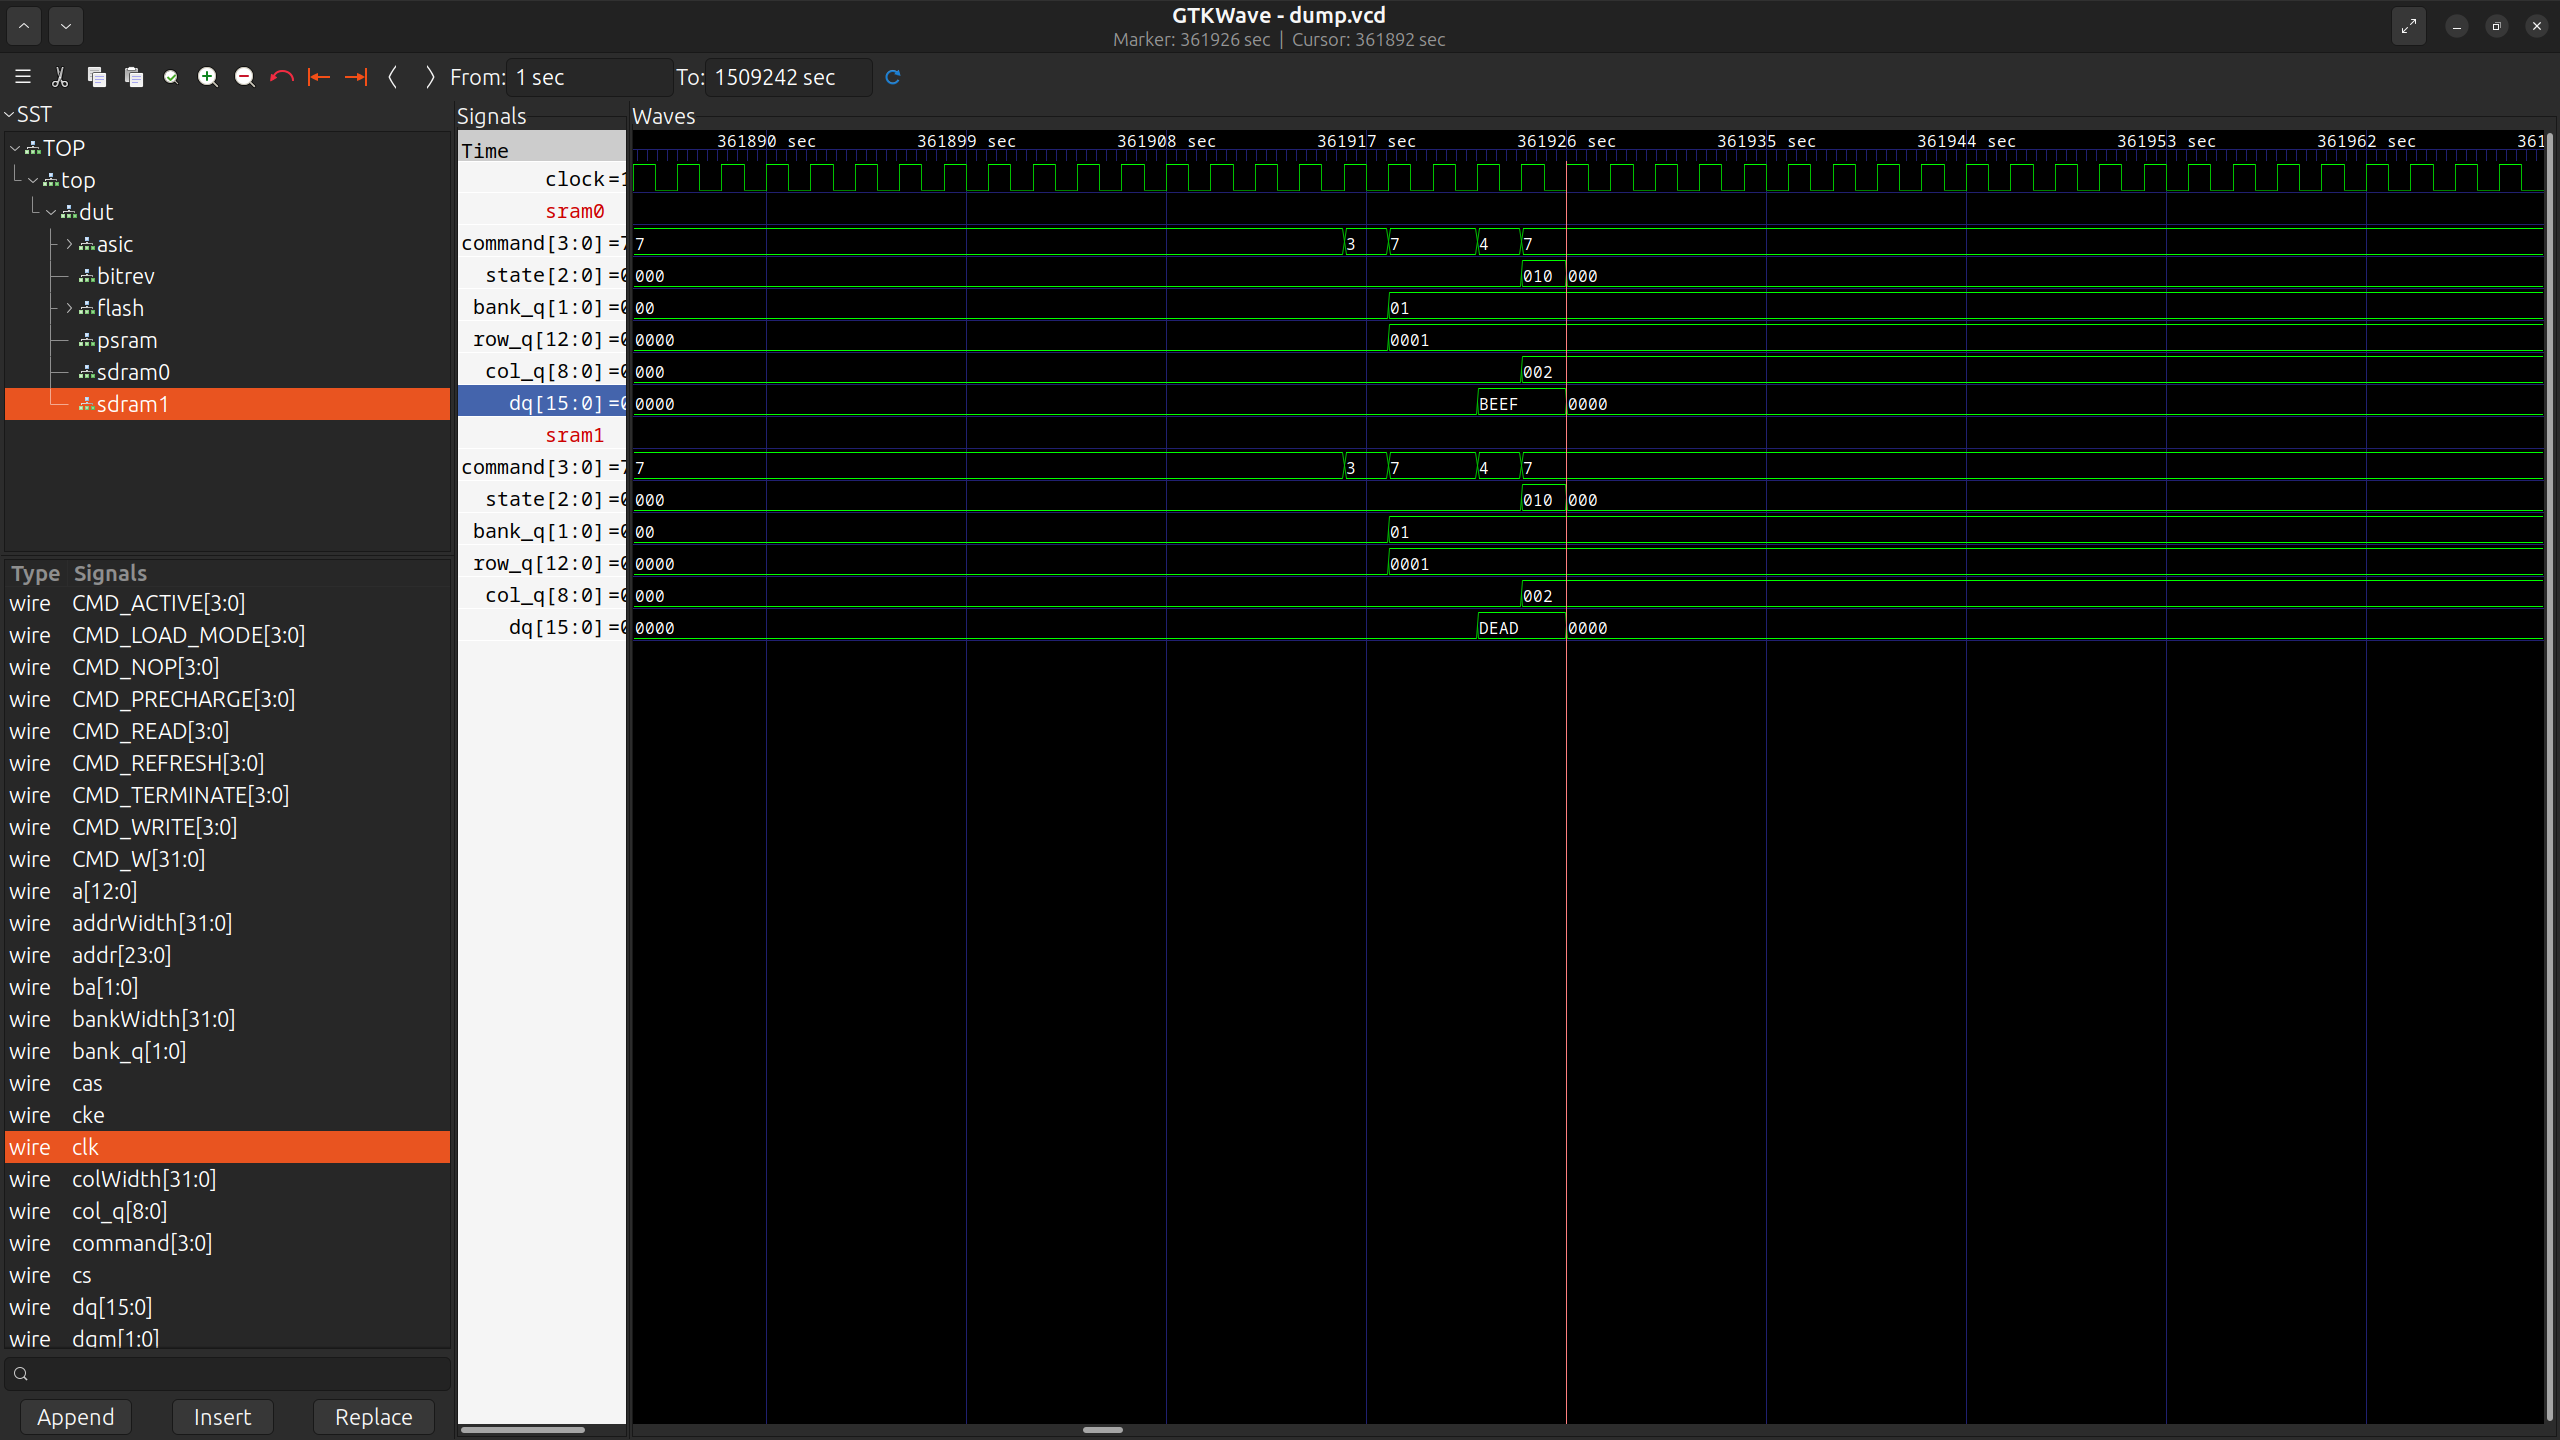 GTKWave - dump.vcd
Marker: 361926 sec | Cursor: 361892 sec
From: 1 sec To: 1509242 sec
SST
TOP
top
dut
asic
bitrev
flash
psram
sdram0
sdram1
Type Signals
wire CMD_ACTIVE[3:0]
wire CMD_LOAD_MODE[3:0]
wire CMD_NOP[3:0]
wire CMD_PRECHARGE[3:0]
wire CMD_READ[3:0]
wire CMD_REFRESH[3:0]
wire CMD_TERMINATE[3:0]
wire CMD_WRITE[3:0]
wire CMD_W[31:0]
wire a[12:0]
wire addrWidth[31:0]
wire addr[23:0]
wire ba[1:0]
wire bankWidth[31:0]
wire bank_q[1:0]
wire cas
wire cke
wire clk
wire colWidth[31:0]
wire col_q[8:0]
wire command[3:0]
wire cs
wire dq[15:0]
wire dqm[1:0]
Append Insert Replace
Signals Waves
Time 361890 sec 361899 sec 361908 sec 361917 sec 361926 sec 361935 sec 361944 sec 361953 sec 361962 sec 361
clock=1
sram0
command[3:0]=7 7 3 7 4 7
state[2:0]=0 000 010 000
bank_q[1:0]=0 00 01
row_q[12:0]=0 0000 0001
col_q[8:0]=0 000 002
dq[15:0]=0 0000 BEEF 0000
sram1
command[3:0]=7 7 3 7 4 7
state[2:0]=0 000 010 000
bank_q[1:0]=0 00 01
row_q[12:0]=0 0000 0001
col_q[8:0]=0 000 002
dq[15:0]=0 0000 DEAD 0000